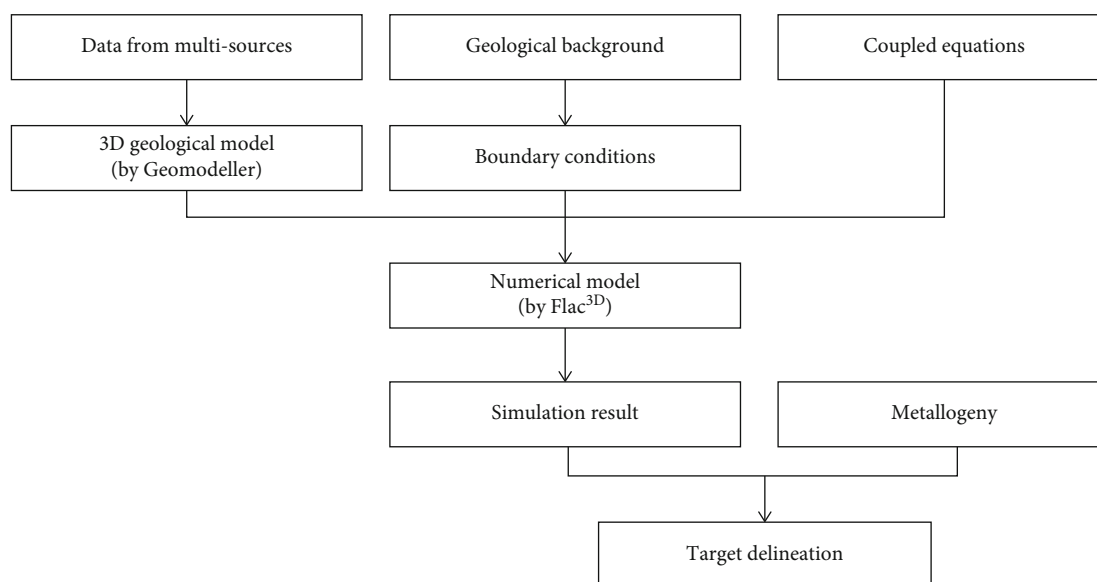 Data from multi-sources
Geological background
Coupled equations
3D geological model
(by Geomodeller)
Boundary conditions
Numerical model
(by Flac3D)
Simulation result
Metallogeny
Target delineation